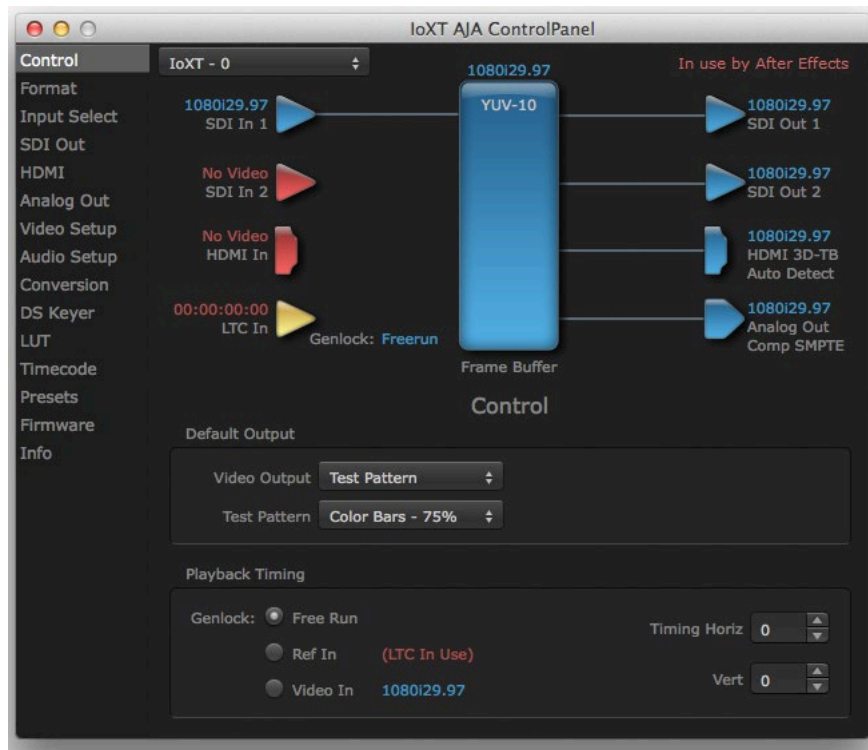 IoXT AJA ControlPanel
Control
Format
Input Select
SDI Out
HDMI
Analog Out
Video Setup
Audio Setup
Conversion
DS Keyer
LUT
Timecode
Presets
Firmware
Info
IoXT - 0
1080i29.97
In use by After Effects
1080i29.97
SDI In 1
No Video
SDI In 2
No Video
HDMI In
00:00:00:00
LTC In
Genlock: Freerun
YUV-10
Frame Buffer
1080i29.97
SDI Out 1
1080i29.97
SDI Out 2
1080i29.97
HDMI 3D-TB
Auto Detect
1080i29.97
Analog Out
Comp SMPTE
Control
Default Output
Video Output Test Pattern
Test Pattern Color Bars - 75%
Playback Timing
Genlock: Free Run
Ref In (LTC In Use)
Video In 1080i29.97
Timing Horiz 0
Vert 0